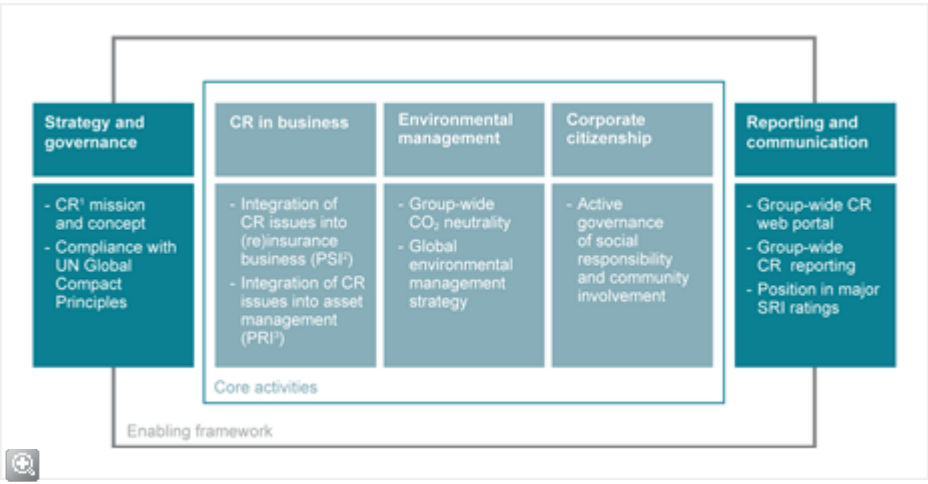 Strategy and
governance
- CR¹ mission
and concept
- Compliance with
UN Global
Compact
Principles
CR in business
- Integration of
CR issues into
(re)insurance
business (PSI²)
- Integration of CR
issues into asset
management
(PRI³)
Environmental
management
- Group-wide
CO₂ neutrality
- Global
environmental
management
strategy
Corporate
citizenship
- Active
governance
of social
responsibility
and community
involvement
Reporting and
communication
- Group-wide CR
web portal
- Group-wide
CR reporting
- Position in major
SRI ratings
Core activities
Enabling framework